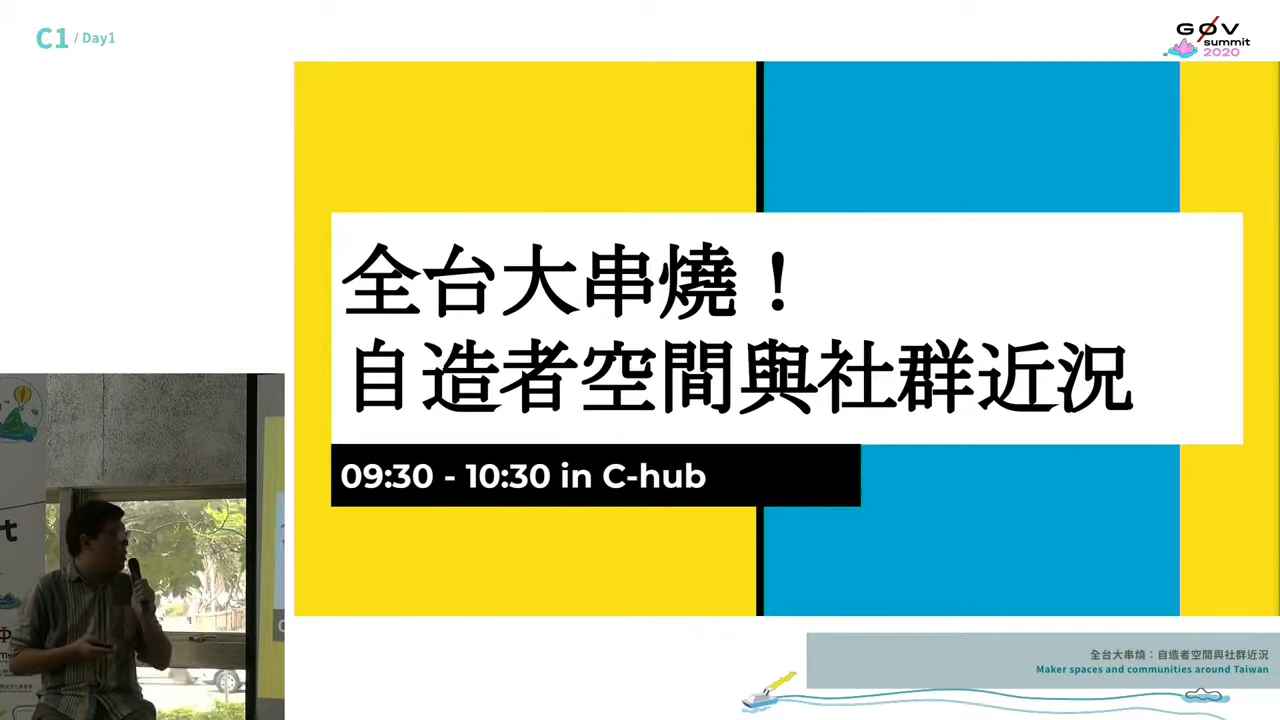 C1 / Day1
G0V
summit
2020
全台大串燒！
自造者空間與社群近況
09:30 - 10:30 in C-hub
全台大串燒：自造者空間與社群近況
Maker spaces and communities around Taiwan